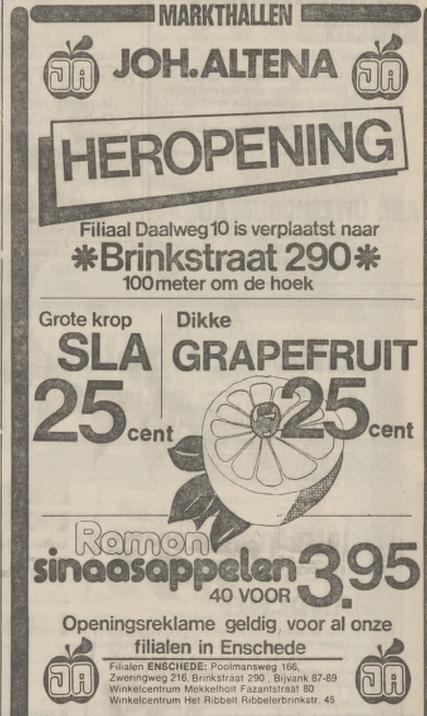 MARKTHALLEN
JA JOH.ALTENA JA
HEROPENING
Filiaal Daalweg 10 is verplaatst naar
*Brinkstraat 290*
100 meter om de hoek
Grote krop
SLA
25 cent
Dikke
GRAPEFRUIT
25 cent
Ramon
sinaasappelen 3.95
40 VOOR
Openingsreklame geldig voor al onze
filialen in Enschede
JA JA
Filialen ENSCHEDE: Poolmansweg 166,
Zweringweg 216, Brinkstraat 290, Bijvank 87-89
Winkelcentrum Mekkelholt Fazantstraat 80
Winkelcentrum Het Ribbelt Ribbelerbrinkstr. 45